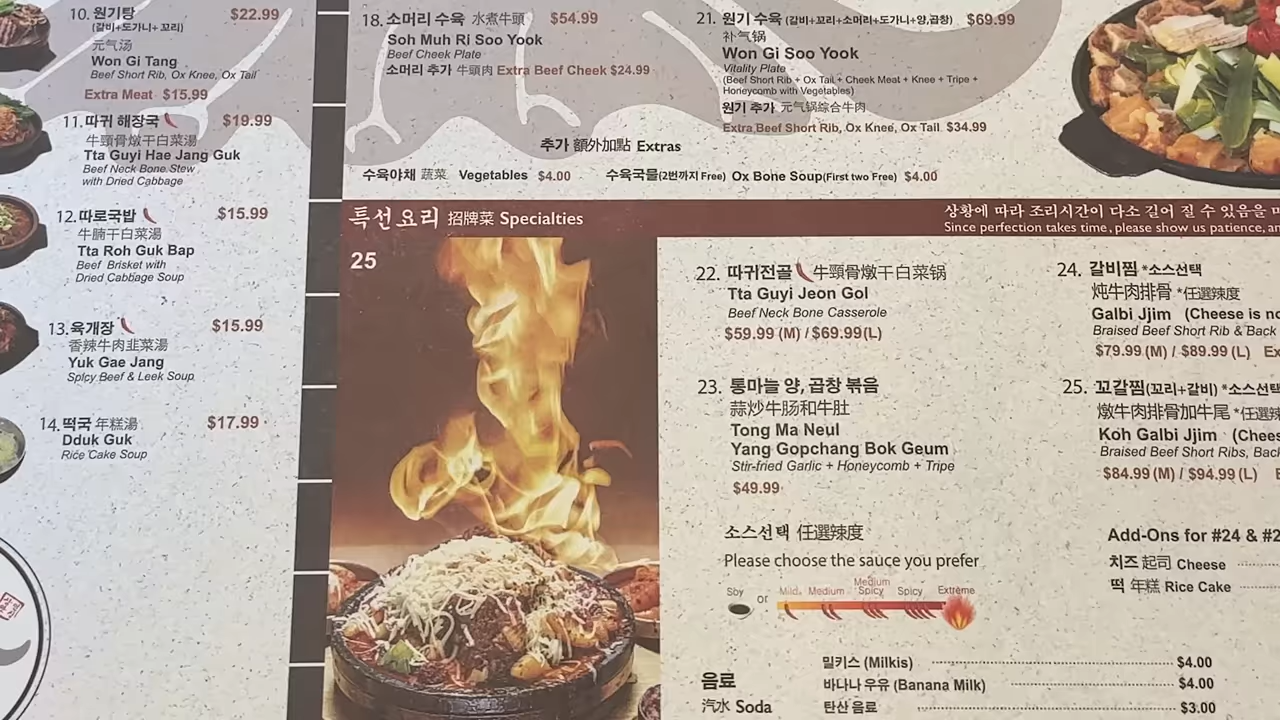 10. 원기탕 $22.99
(갈비+도가니+꼬리)
元气汤
Won Gi Tang
Beef Short Rib, Ox Knee, Ox Tail
Extra Meat $15.99
11. 따귀 해장국 $19.99
牛頸骨燉干白菜湯
Tta Guyi Hae Jang Guk
Beef Neck Bone Stew
with Dried Cabbage
12. 따로국밥 $15.99
牛腩干白菜湯
Tta Roh Guk Bap
Beef Brisket with
Dried Cabbage Soup
13. 육개장 $15.99
香辣牛肉韭菜湯
Yuk Gae Jang
Spicy Beef & Leek Soup
14. 떡국 年糕湯 $17.99
Dduk Guk
Rice Cake Soup
18. 소머리 수육 水煮牛頭 $54.99
Soh Muh Ri Soo Yook
Beef Cheek Plate
소머리 추가 牛頭肉 Extra Beef Cheek $24.99
21. 원기 수육 (갈비+꼬리+소머리+도가니+양,곱창) $69.99
补气锅
Won Gi Soo Yook
Vitality Plate
(Beef Short Rib + Ox Tail + Cheek Meat + Knee + Tripe +
Honeycomb with Vegetables)
원기 추가 元气锅綜合牛肉
Extra Beef Short Rib, Ox Knee, Ox Tail $34.99
추가 額外加點 Extras
수육야채 蔬菜 Vegetables $4.00
수육국물(2번까지 Free) Ox Bone Soup(First two Free) $4.00
특선요리 招牌菜 Specialties
상황에 따라 조리시간이 다소 길어 질 수 있음을
Since perfection takes time, please show us patience,
25
22. 따귀전골 牛頸骨燉干白菜锅
Tta Guyi Jeon Gol
Beef Neck Bone Casserole
$59.99 (M) / $69.99(L)
23. 통마늘 양, 곱창 볶음
蒜炒牛肠和牛肚
Tong Ma Neul
Yang Gopchang Bok Geum
Stir-fried Garlic + Honeycomb + Tripe
$49.99
24. 갈비찜 *소스선택
炖牛肉排骨 *任選辣度
Galbi Jjim (Cheese is
Braised Beef Short Rib & Back
$79.99 (M) / $89.99 (L)
25. 꼬갈찜(꼬리+갈비) *소스선택
燉牛肉排骨加牛尾 *任選
Koh Galbi Jjim
Braised Beef Short Ribs,
$84.99 (M) / $94.99 (L)
소스선택 任選辣度
Please choose the sauce you prefer
Soy or Mild Medium Medium Spicy Spicy Extreme
Add-Ons for #24 &
치즈 起司 Cheese
떡 年糕 Rice Cake
음료
汽水 Soda
밀키스 (Milkis) $4.00
바나나 우유 (Banana Milk) $4.00
탄산 음료 $3.00